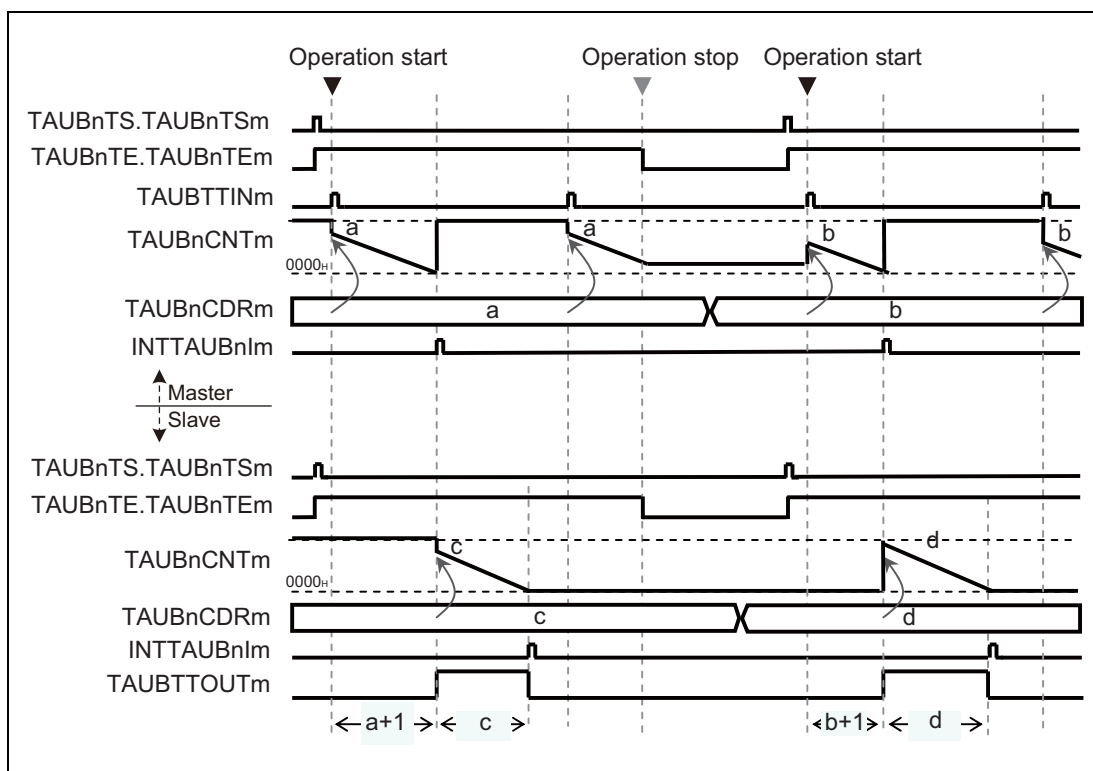 Operation start Operation stop Operation start
TAUBnTS.TAUBnTSm
TAUBnTE.TAUBnTEm
TAUBTTINm
a a b b
TAUBnCNTm
0000H
TAUBnCDRm
a b
INTTAUBnIm
Master
Slave
TAUBnTS.TAUBnTSm
TAUBnTE.TAUBnTEm
c d
TAUBnCNTm
0000H
TAUBnCDRm
c d
INTTAUBnIm
TAUBTTOUTm
a+1 c b+1 d